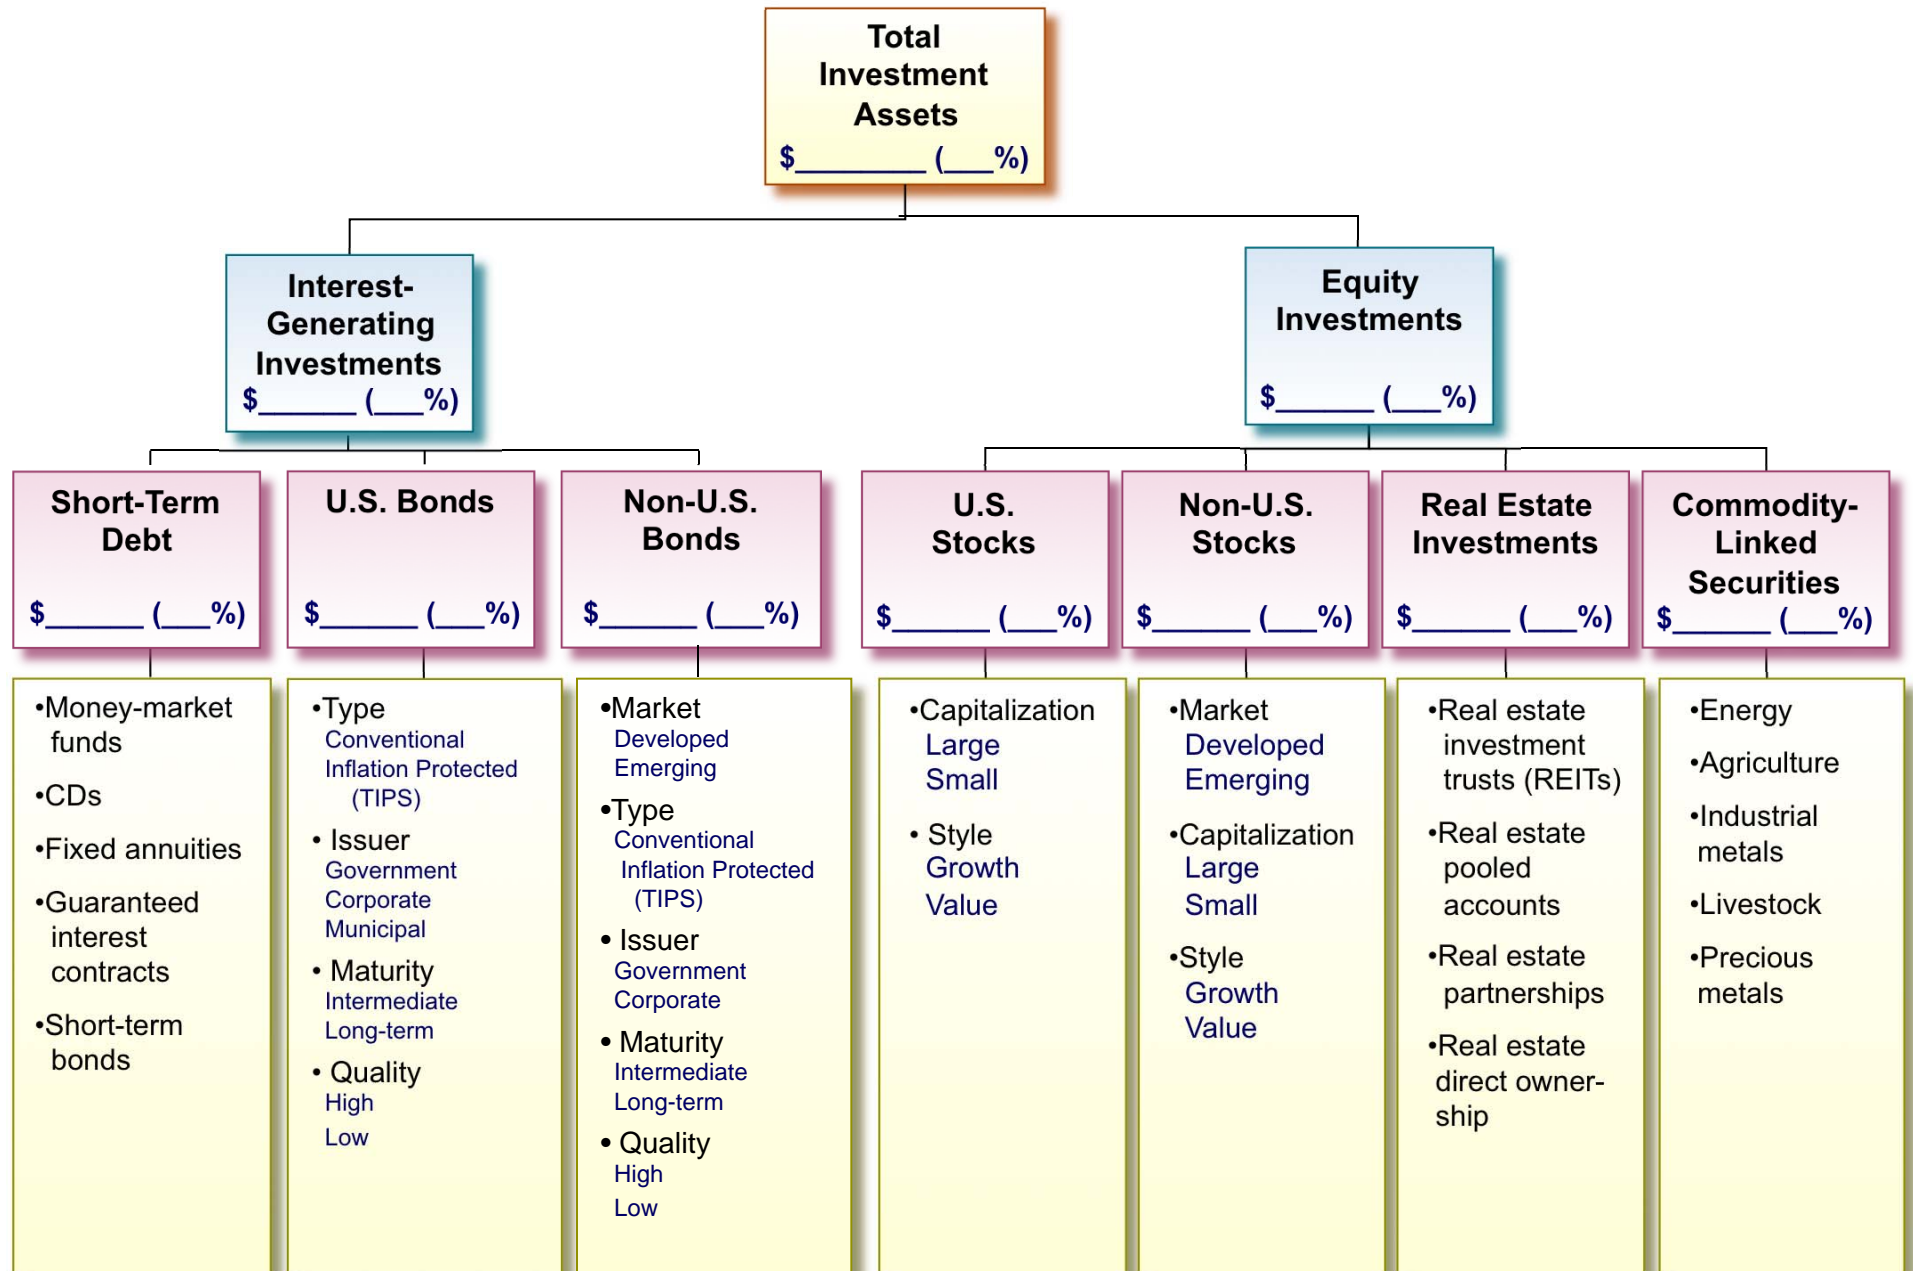 Total
Investment
Assets
$________ (___%)
Interest-
Generating
Investments
$______ (___%)
Equity
Investments
$______ (___%)
Short-Term
Debt
$______ (___%)
U.S. Bonds
$______ (___%)
Non-U.S.
Bonds
$______ (___%)
U.S.
Stocks
$______ (___%)
Non-U.S.
Stocks
$______ (___%)
Real Estate
Investments
$______ (___%)
Commodity-
Linked
Securities
$______ (___%)
•Money-market
funds
•CDs
•Fixed annuities
•Guaranteed
interest
contracts
•Short-term
bonds
•Type
Conventional
Inflation Protected
(TIPS)
• Issuer
Government
Corporate
Municipal
• Maturity
Intermediate
Long-term
• Quality
High
Low
•Market
Developed
Emerging
•Type
Conventional
Inflation Protected
(TIPS)
• Issuer
Government
Corporate
• Maturity
Intermediate
Long-term
• Quality
High
Low
•Capitalization
Large
Small
• Style
Growth
Value
•Market
Developed
Emerging
•Capitalization
Large
Small
•Style
Growth
Value
•Real estate
investment
trusts (REITs)
•Real estate
pooled
accounts
•Real estate
partnerships
•Real estate
direct owner-
ship
•Energy
•Agriculture
•Industrial
metals
•Livestock
•Precious
metals